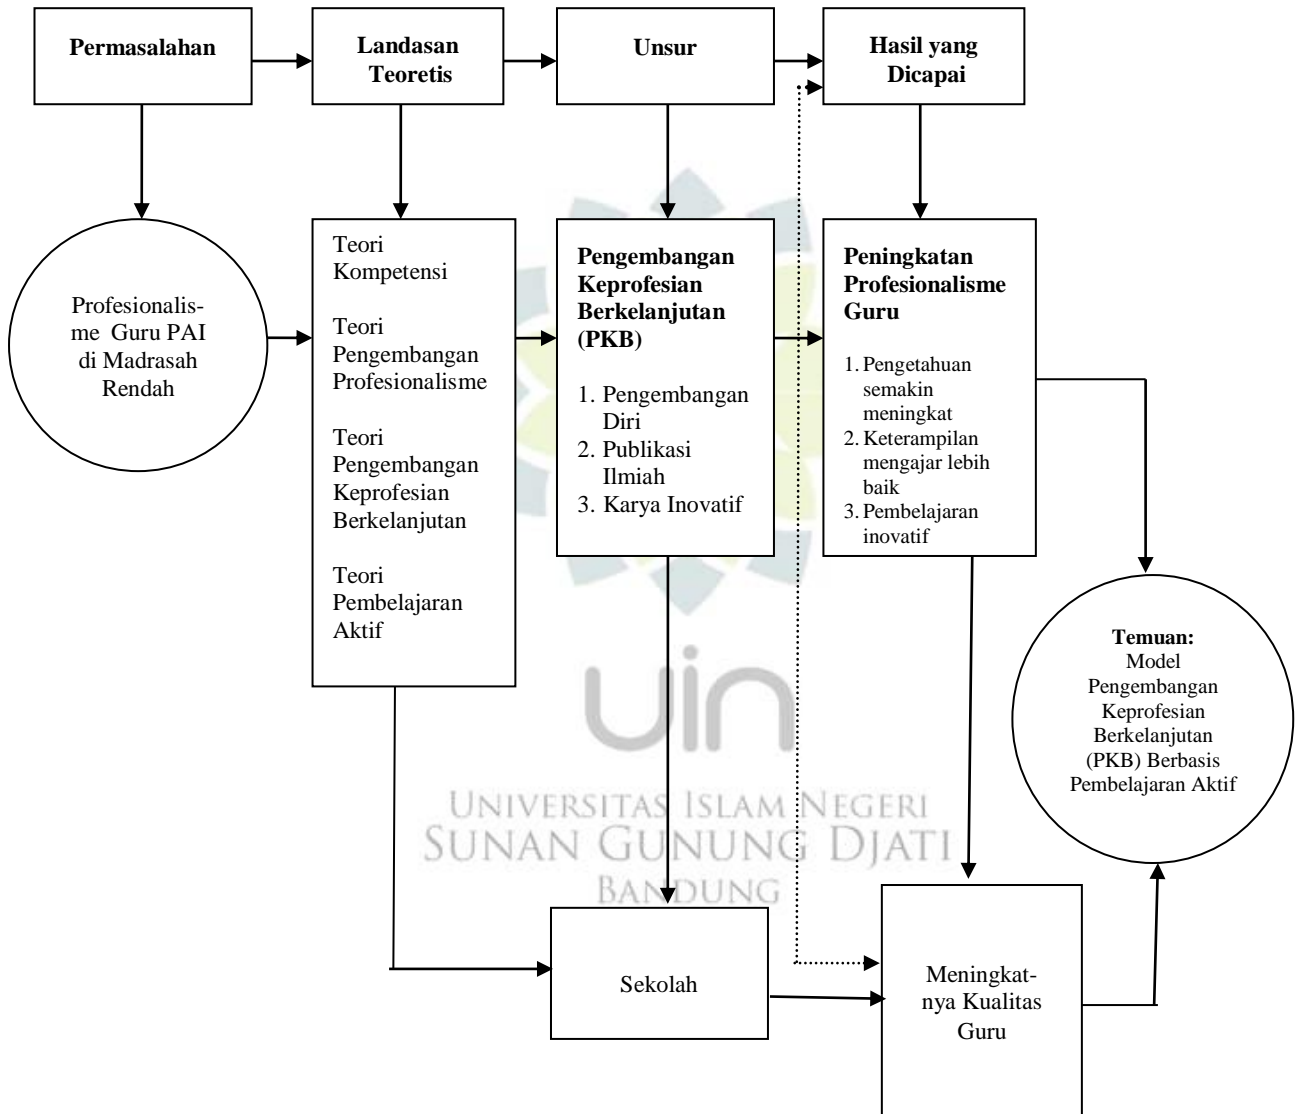 Permasalahan
Landasan
Teoretis
Unsur
Hasil yang
Dicapai
Profesionalis-
me Guru PAI
di Madrasah
Rendah
Teori
Kompetensi
Teori
Pengembangan
Profesionalisme
Teori
Pengembangan
Keprofesian
Berkelanjutan
Teori
Pembelajaran
Aktif
Pengembangan
Keprofesian
Berkelanjutan
(PKB)
1. Pengembangan
Diri
2. Publikasi
Ilmiah
3. Karya Inovatif
Peningkatan
Profesionalisme
Guru
1. Pengetahuan
semakin
meningkat
2. Keterampilan
mengajar lebih
baik
3. Pembelajaran
inovatif
Temuan:
Model
Pengembangan
Keprofesian
Berkelanjutan
(PKB) Berbasis
Pembelajaran Aktif
uin
UNIVERSITAS ISLAM NEGERI
SUNAN GUNUNG DJATI
BANDUNG
Sekolah
Meningkat-
nya Kualitas
Guru